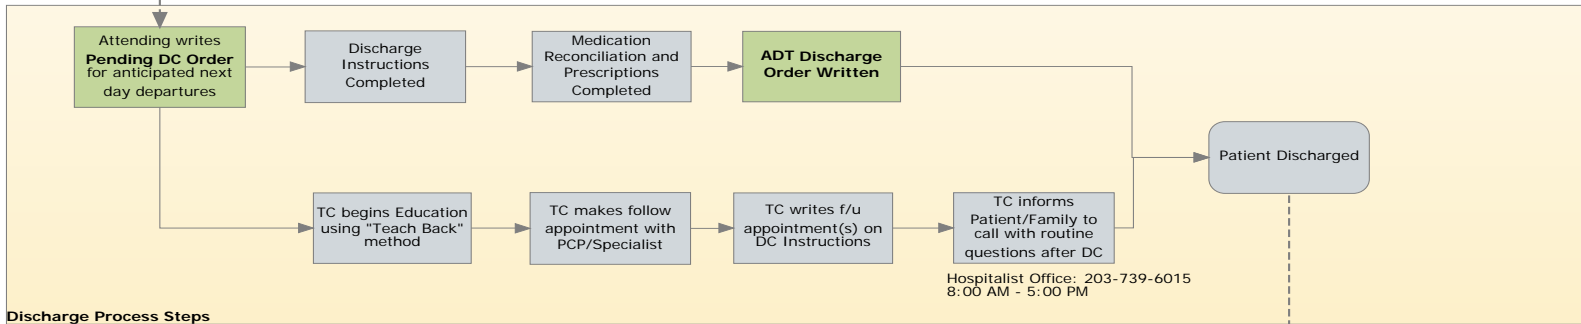 Attending writes
Pending DC Order
for anticipated next
day departures
Discharge
Instructions
Completed
Medication
Reconciliation and
Prescriptions
Completed
ADT Discharge
Order Written
Patient Discharged
TC begins Education
using "Teach Back"
method
TC makes follow
appointment with
PCP/Specialist
TC writes f/u
appointment(s) on
DC Instructions
TC informs
Patient/Family to
call with routine
questions after DC
Hospitalist Office: 203-739-6015
8:00 AM - 5:00 PM
Discharge Process Steps